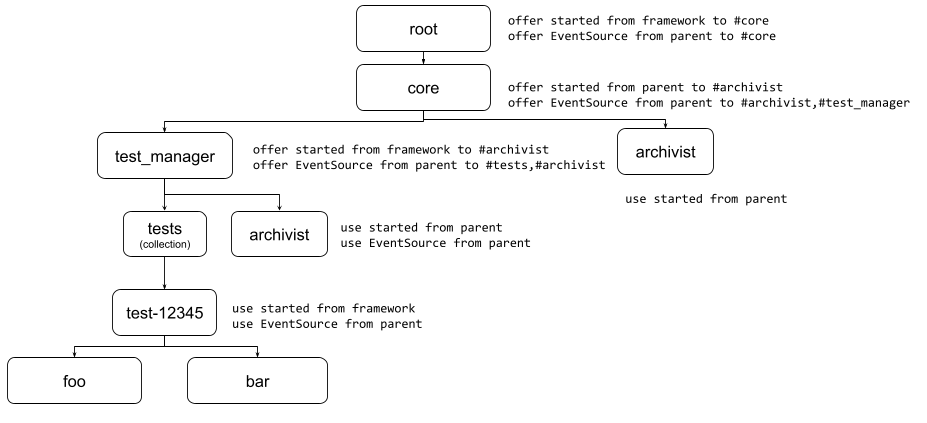 root
offer started from framework to #core
offer EventSource from parent to #core
core
offer started from parent to #archivist
offer EventSource from parent to #archivist,#test_manager
test_manager
offer started from framework to #archivist
offer EventSource from parent to #tests,#archivist
archivist
use started from parent
tests
(collection)
archivist
use started from parent
use EventSource from parent
test-12345
use started from framework
use EventSource from parent
foo
bar